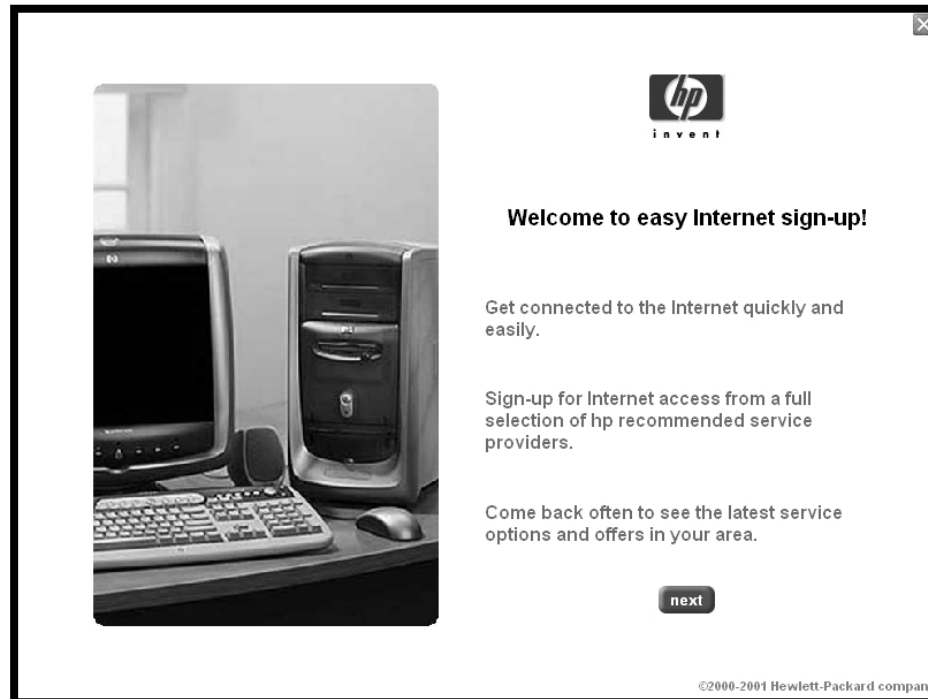 hp
invent
Welcome to easy Internet sign-up!
Get connected to the Internet quickly and
easily.
Sign-up for Internet access from a full
selection of hp recommended service
providers.
Come back often to see the latest service
options and offers in your area.
next
©2000-2001 Hewlett-Packard compan